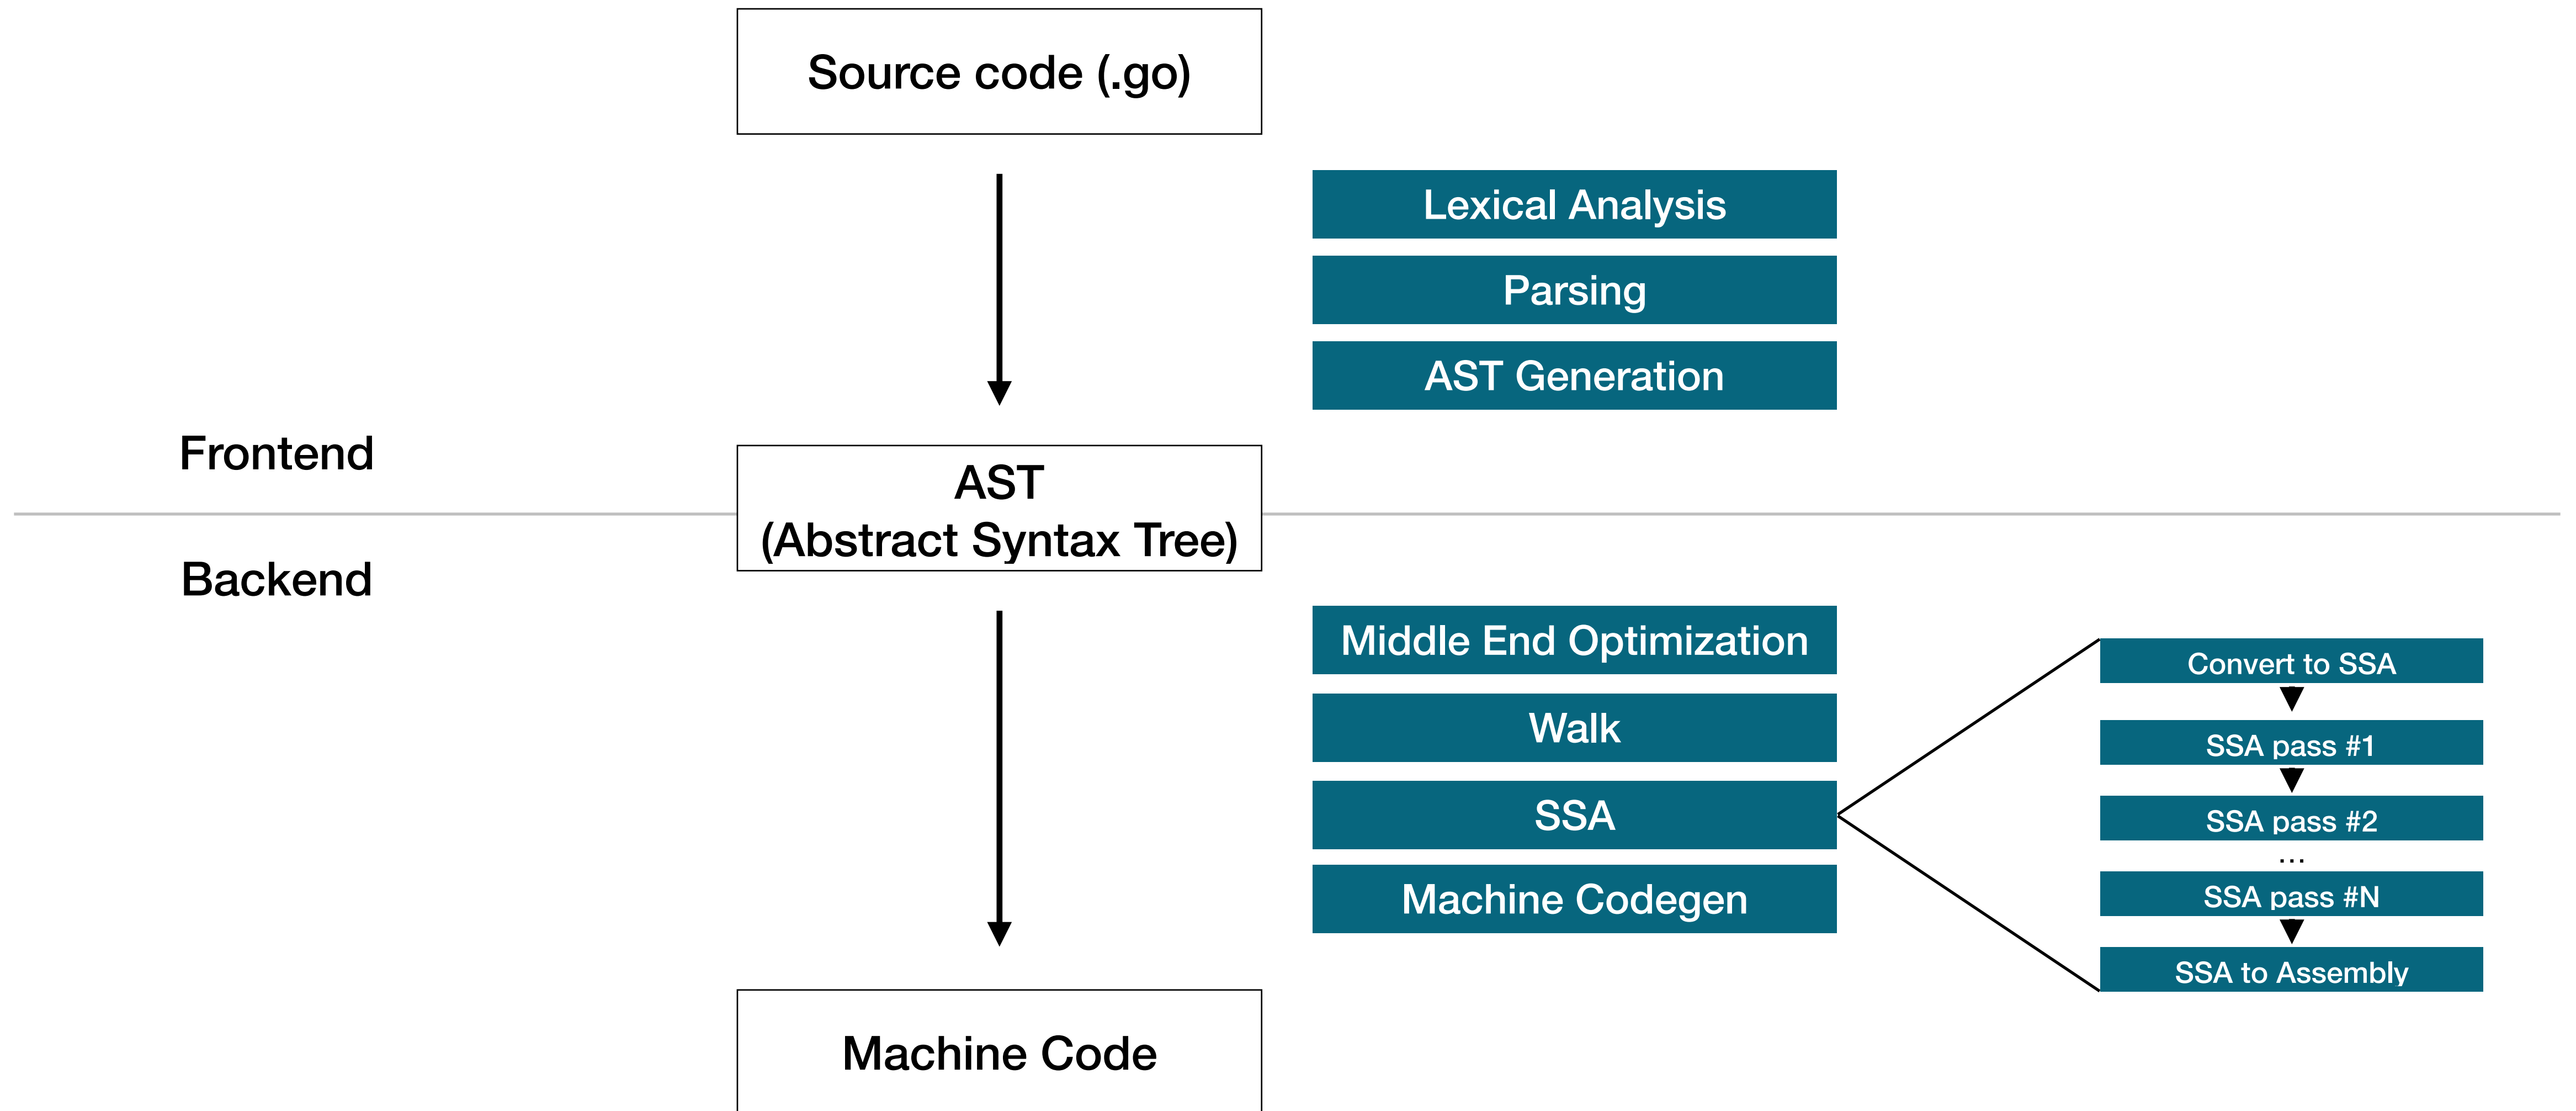 Source code (.go)
Lexical Analysis
Parsing
AST Generation
Frontend
AST
(Abstract Syntax Tree)
Backend
Middle End Optimization
Walk
SSA
Machine Codegen
Convert to SSA
SSA pass #1
SSA pass #2
...
SSA pass #N
SSA to Assembly
Machine Code